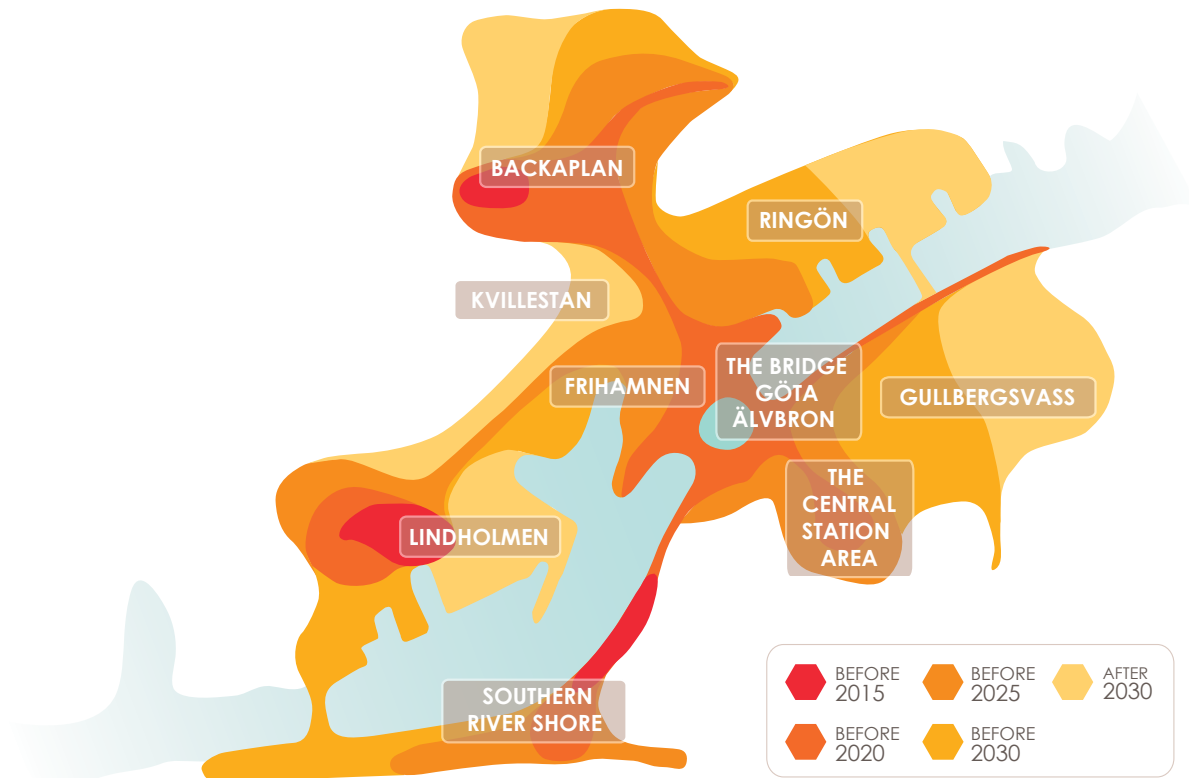 BACKAPLAN
RINGÖN
KVILLESTAN
THE BRIDGE
GÖTA
ÄLVBRON
FRIHAMNEN
GULLBERGSVASS
THE
CENTRAL
STATION
AREA
LINDHOLMEN
SOUTHERN
RIVER SHORE
BEFORE
2015
BEFORE
2025
AFTER
2030
BEFORE
2020
BEFORE
2030